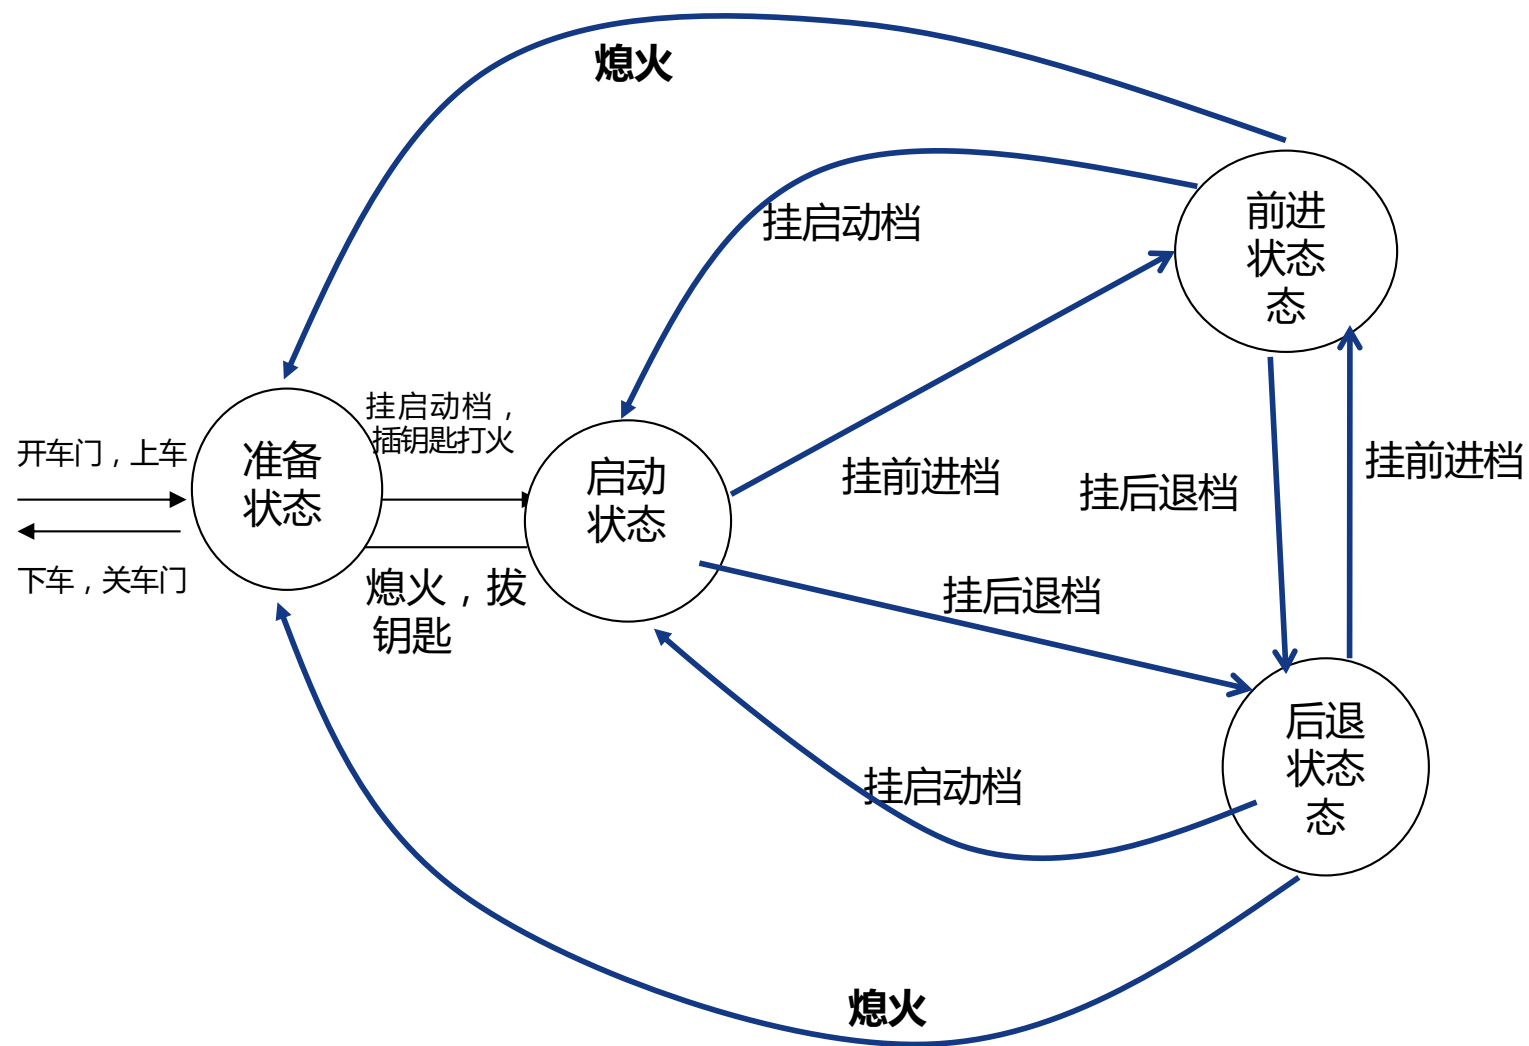 熄火
挂启动档
前进
状态
态
挂启动档，
插钥匙打火
开车门，上车
准备
状态
启动
状态
挂前进档
挂后退档
挂前进档
下车，关车门
熄火，拔
钥匙
挂后退档
后退
状态
态
挂启动档
熄火